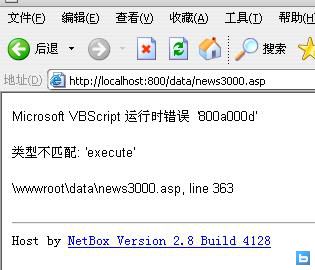 文件(F) 编辑(E) 查看(V) 收藏(A) 工具(T) 帮助(H)
后退 搜索
地址(D) http://localhost:800/data/news3000.asp
Microsoft VBScript 运行时错误 '800a000d'
类型不匹配: 'execute'
\wwwroot\data\news3000.asp, line 363
Host by NetBox Version 2.8 Build 4128